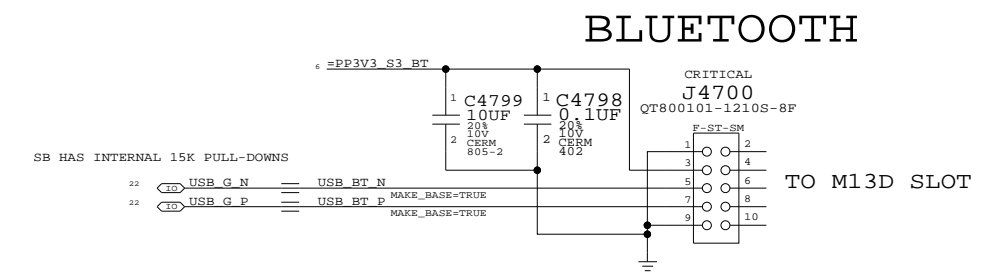 BLUETOOTH
6 =PP3V3_S3_BT
CRITICAL
J4700
QT800101-1210S-8F
F-ST-SM
1 C4799
10UF
20%
10V
2 CERM
805-2
1 C4798
0.1UF
20%
10V
2 CERM
402
1 2
3 4
5 6
7 8
9 10
SB HAS INTERNAL 15K PULL-DOWNS
22 IO USB_G_N USB_BT_N
MAKE_BASE=TRUE
22 IO USB_G_P USB_BT_P
MAKE_BASE=TRUE
TO M13D SLOT